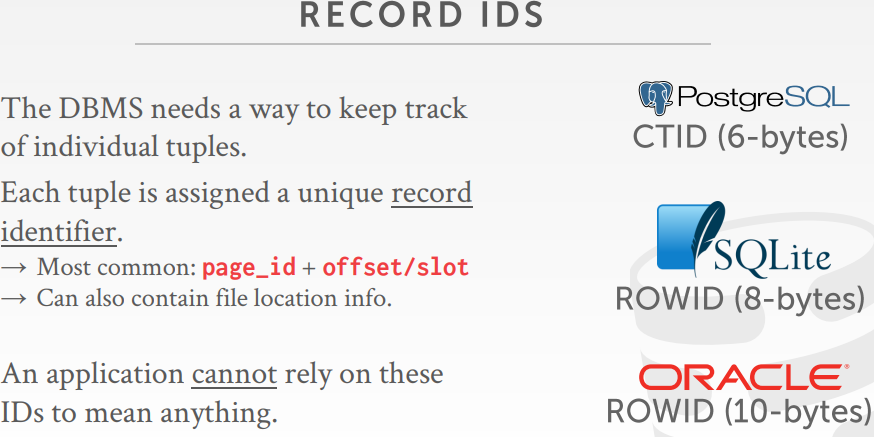 RECORD IDS
The DBMS needs a way to keep track
of individual tuples.
Each tuple is assigned a unique record
identifier.
→ Most common: page_id + offset/slot
→ Can also contain file location info.
An application cannot rely on these
IDs to mean anything.
PostgreSQL
CTID (6-bytes)
SQLite
ROWID (8-bytes)
ORACLE®
ROWID (10-bytes)